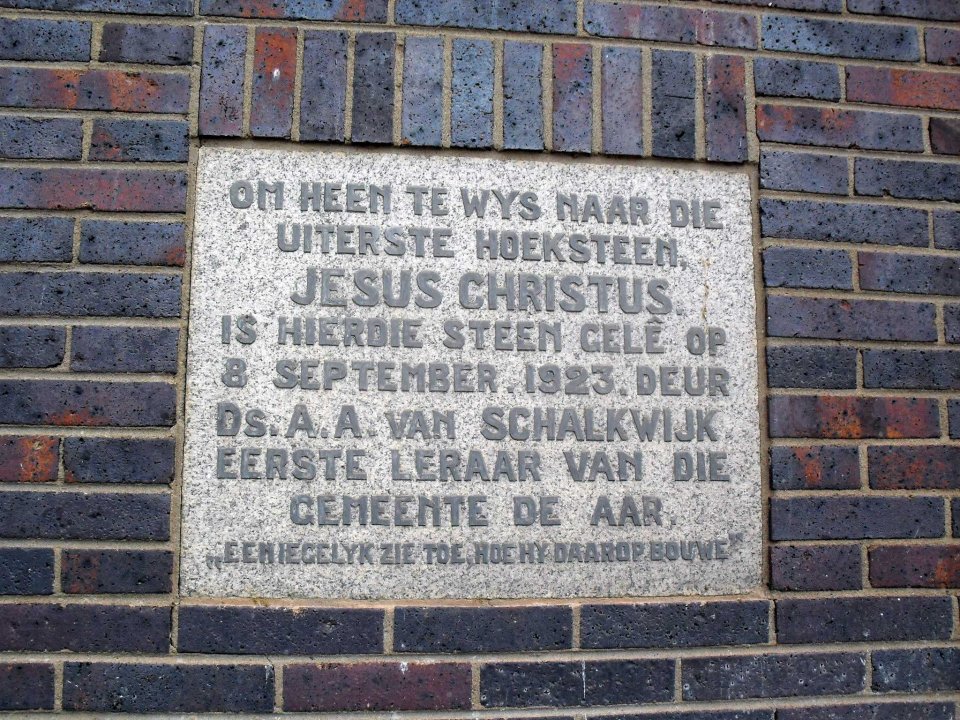 OM HEEN TE WYS NAAR DIE
UITERSTE HOEKSTEEN,
JESUS CHRISTUS.
IS HIERDIE STEEN GELÊ OP
8 SEPTEMBER. 1923. DEUR
Ds. A. A. VAN SCHALKWIJK.
EERSTE LERAAR VAN DIE
GEMEENTE DE AAR.
„EEN IEGELYK ZIE TOE, HOE HY DAAROP BOUWE"